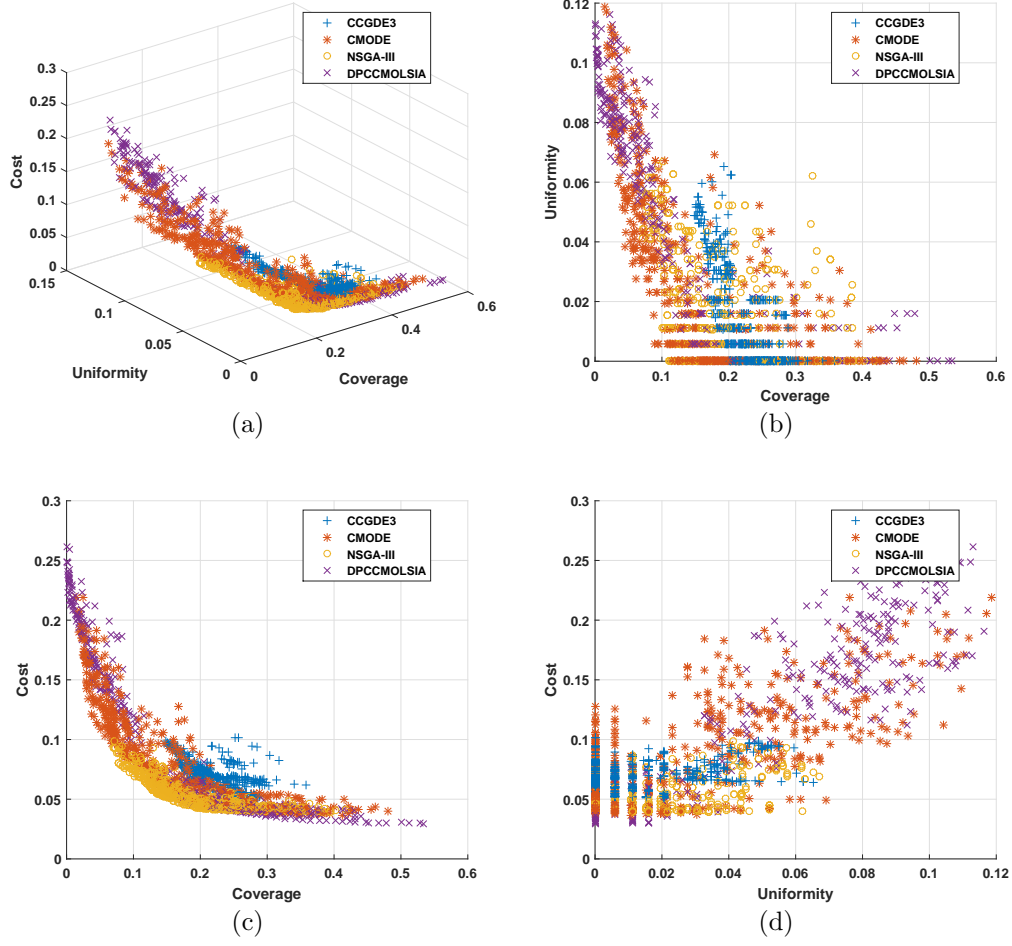 CCGDE3
CMODE
NSGA-III
DPCCMOLSIA
0.3
0.25
0.2
0.15
0.1
0.05
0
Cost
0.15
0.1
0.05
0
Uniformity
0
0.2
0.4
0.6
Coverage
(a)
CCGDE3
CMODE
NSGA-III
DPCCMOLSIA
0.12
0.1
0.08
0.06
0.04
0.02
0
Uniformity
0 0.1 0.2 0.3 0.4 0.5 0.6
Coverage
(b)
CCGDE3
CMODE
NSGA-III
DPCCMOLSIA
0.3
0.25
0.2
0.15
0.1
0.05
0
Cost
0 0.1 0.2 0.3 0.4 0.5 0.6
Coverage
(c)
CCGDE3
CMODE
NSGA-III
DPCCMOLSIA
0.3
0.25
0.2
0.15
0.1
0.05
0
Cost
0 0.02 0.04 0.06 0.08 0.1 0.12
Uniformity
(d)